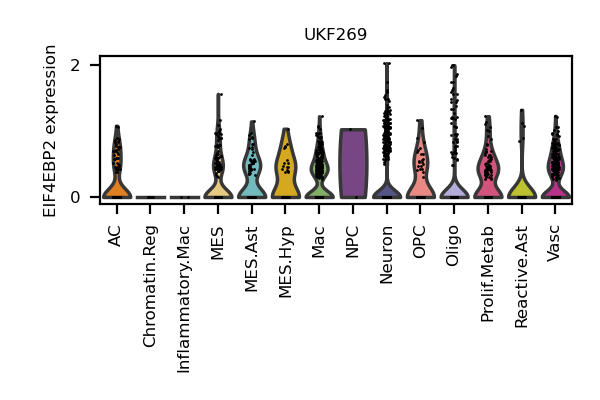 UKF269
EIF4EBP2 expression
2
0
AC
Chromatin.Reg
Inflammatory.Mac
MES
MES.Ast
MES.Hyp
Mac
NPC
Neuron
OPC
Oligo
Prolif.Metab
Reactive.Ast
Vasc